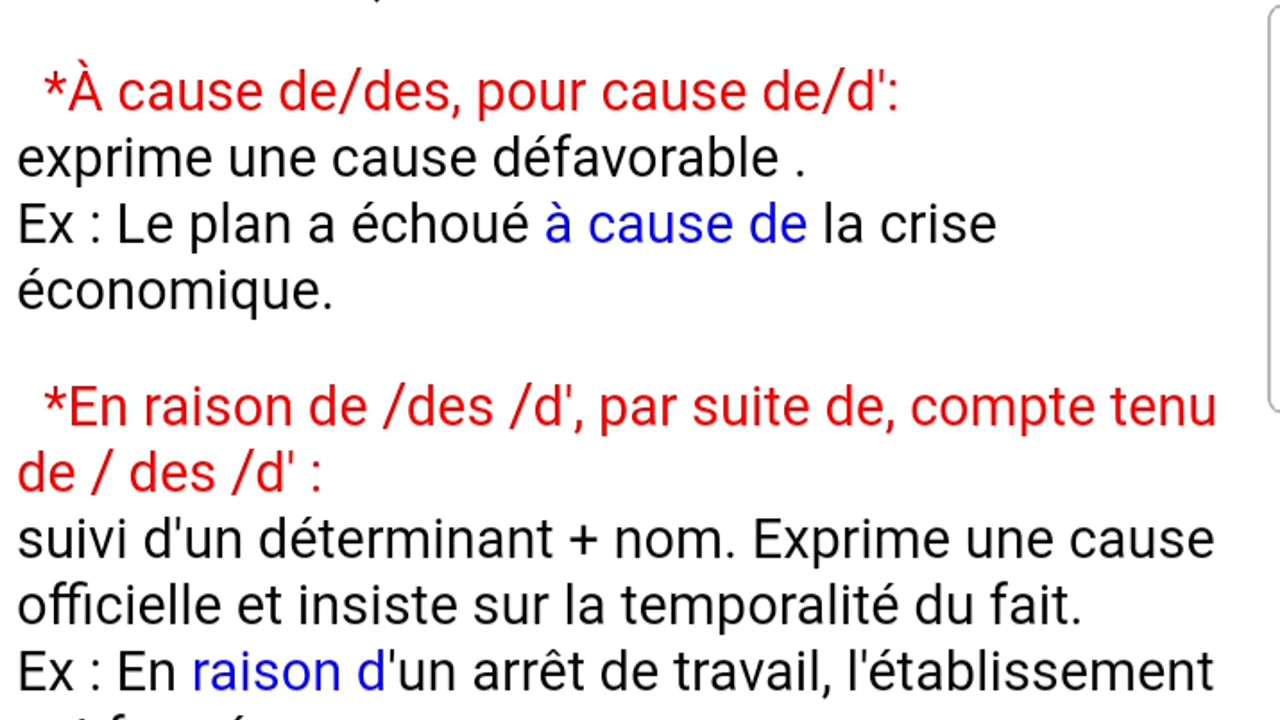 *À cause de/des, pour cause de/d':
exprime une cause défavorable .
Ex : Le plan a échoué à cause de la crise
économique.
*En raison de /des /d', par suite de, compte tenu
de / des /d' :
suivi d'un déterminant + nom. Exprime une cause
officielle et insiste sur la temporalité du fait.
Ex : En raison d'un arrêt de travail, l'établissement